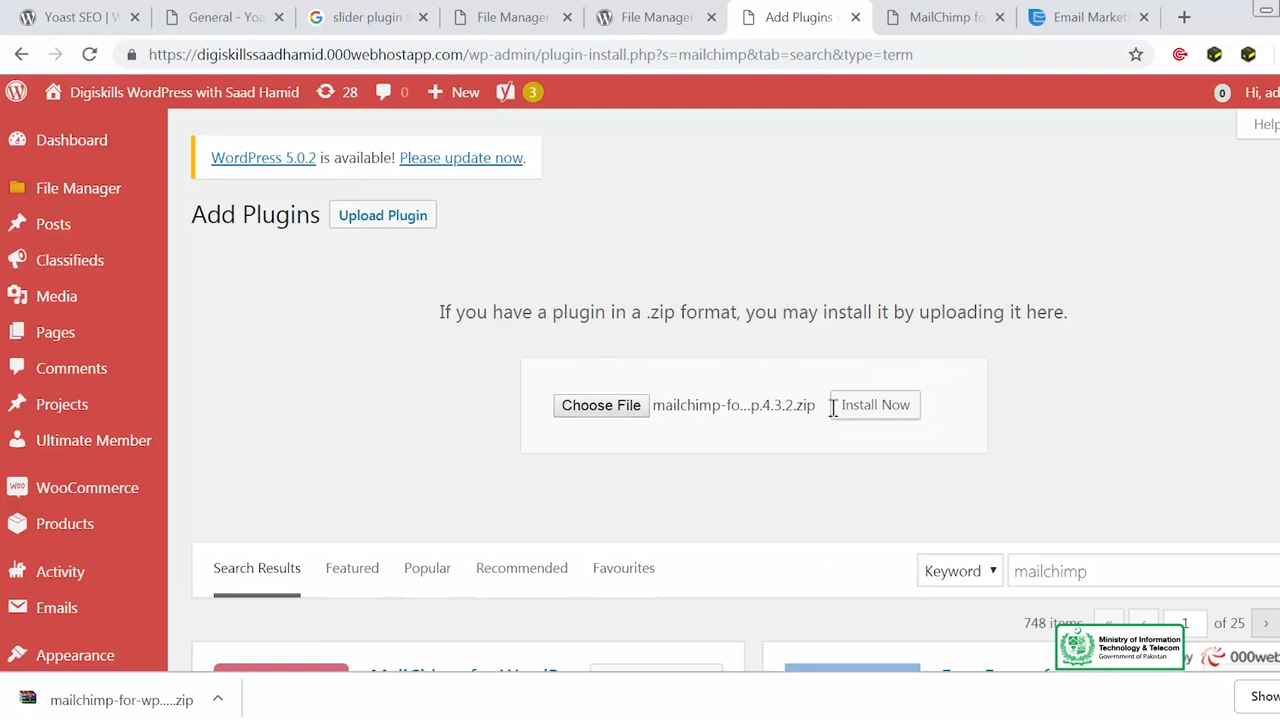 Yoast SEO | W
General - Yoas
slider plugin f
File Manager
File Manager
Add Plugins
MailChimp fo
Email Market
https://digiskillssaadhamid.000webhostapp.com/wp-admin/plugin-install.php?s=mailchimp&tab=search&type=term
Digiskills WordPress with Saad Hamid 28 0 New 3 0 Hi, ad
Help
Dashboard
File Manager
Posts
Classifieds
Media
Pages
Comments
Projects
Ultimate Member
WooCommerce
Products
Activity
Emails
Appearance
WordPress 5.0.2 is available! Please update now.
Add Plugins Upload Plugin
If you have a plugin in a .zip format, you may install it by uploading it here.
Choose File mailchimp-fo...p.4.3.2.zip Install Now
Search Results Featured Popular Recommended Favourites Keyword mailchimp
748 items « ‹ 1 of 25 ›
Ministry of Information
Technology & Telecom
Government of Pakistan
by 000web
mailchimp-for-wp.....zip
Show